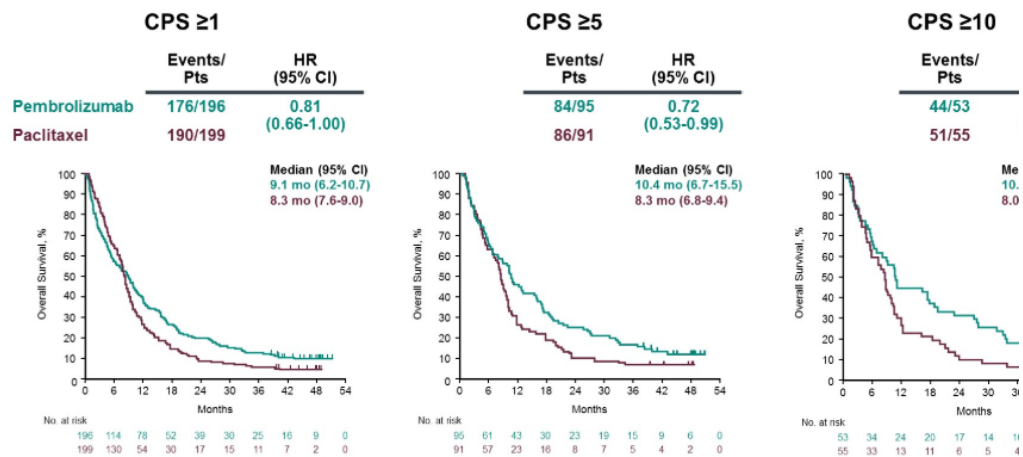 CPS ≥1
Events/ HR
Pts (95% CI)
Pembrolizumab 176/196 0.81
(0.66-1.00)
Paclitaxel 190/199
Median (95% CI)
9.1 mo (6.2-10.7)
8.3 mo (7.6-9.0)
100
90
80
70
60
50
40
30
20
10
0
Overall Survival, %
0 6 12 18 24 30 36 42 48 54
Months
No. at risk
196 114 78 52 39 30 25 16 9 0
199 130 54 30 17 15 11 7 2 0
CPS ≥5
Events/ HR
Pts (95% CI)
84/95 0.72
(0.53-0.99)
86/91
Median (95% CI)
10.4 mo (6.7-15.5)
8.3 mo (6.8-9.4)
100
90
80
70
60
50
40
30
20
10
0
Overall Survival, %
0 6 12 18 24 30 36 42 48 54
Months
No. at risk
95 61 43 30 23 19 15 9 6 0
91 57 23 16 8 7 5 4 2 0
CPS ≥10
Events/
Pts
44/53
51/55
Me
10.
8.0
100
90
80
70
60
50
40
30
20
10
0
Overall Survival, %
0 6 12 18 24 30
Months
No. at risk
53 34 24 20 17 14
55 33 13 11 6 5